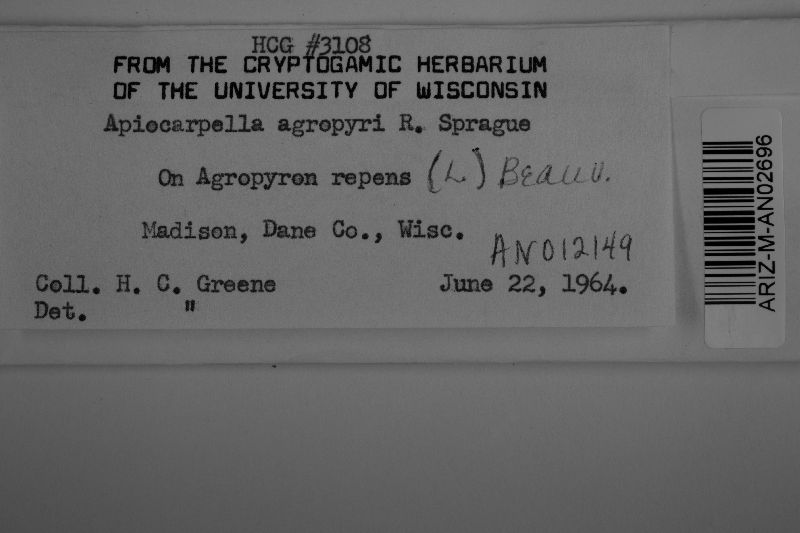 HCG #3108
FROM THE CRYPTOGAMIC HERBARIUM
OF THE UNIVERSITY OF WISCONSIN
Apiocarpella agropyri R. Sprague
On Agropyron repens (L) Beauv.
Madison, Dane Co., Wisc.
AN012149
Coll. H. C. Greene June 22, 1964.
Det. "
ARIZ-M-AN02696